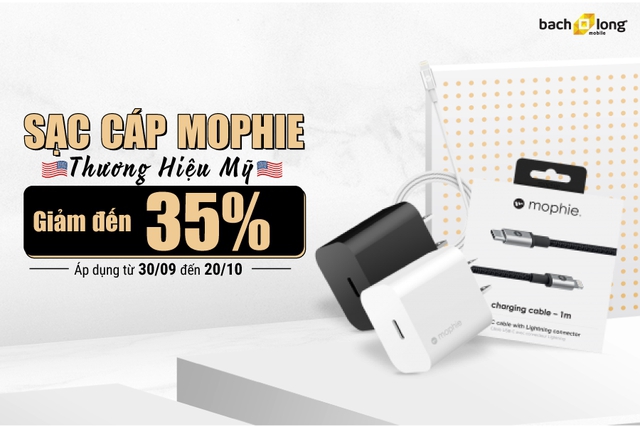 bach long
mobile
SẠC CÁP MOPHIE
Thương Hiệu Mỹ
Giảm đến 35%
Áp dụng từ 30/09 đến 20/10
mophie.
charging cable – 1m
C cable with Lightning connector
mophie